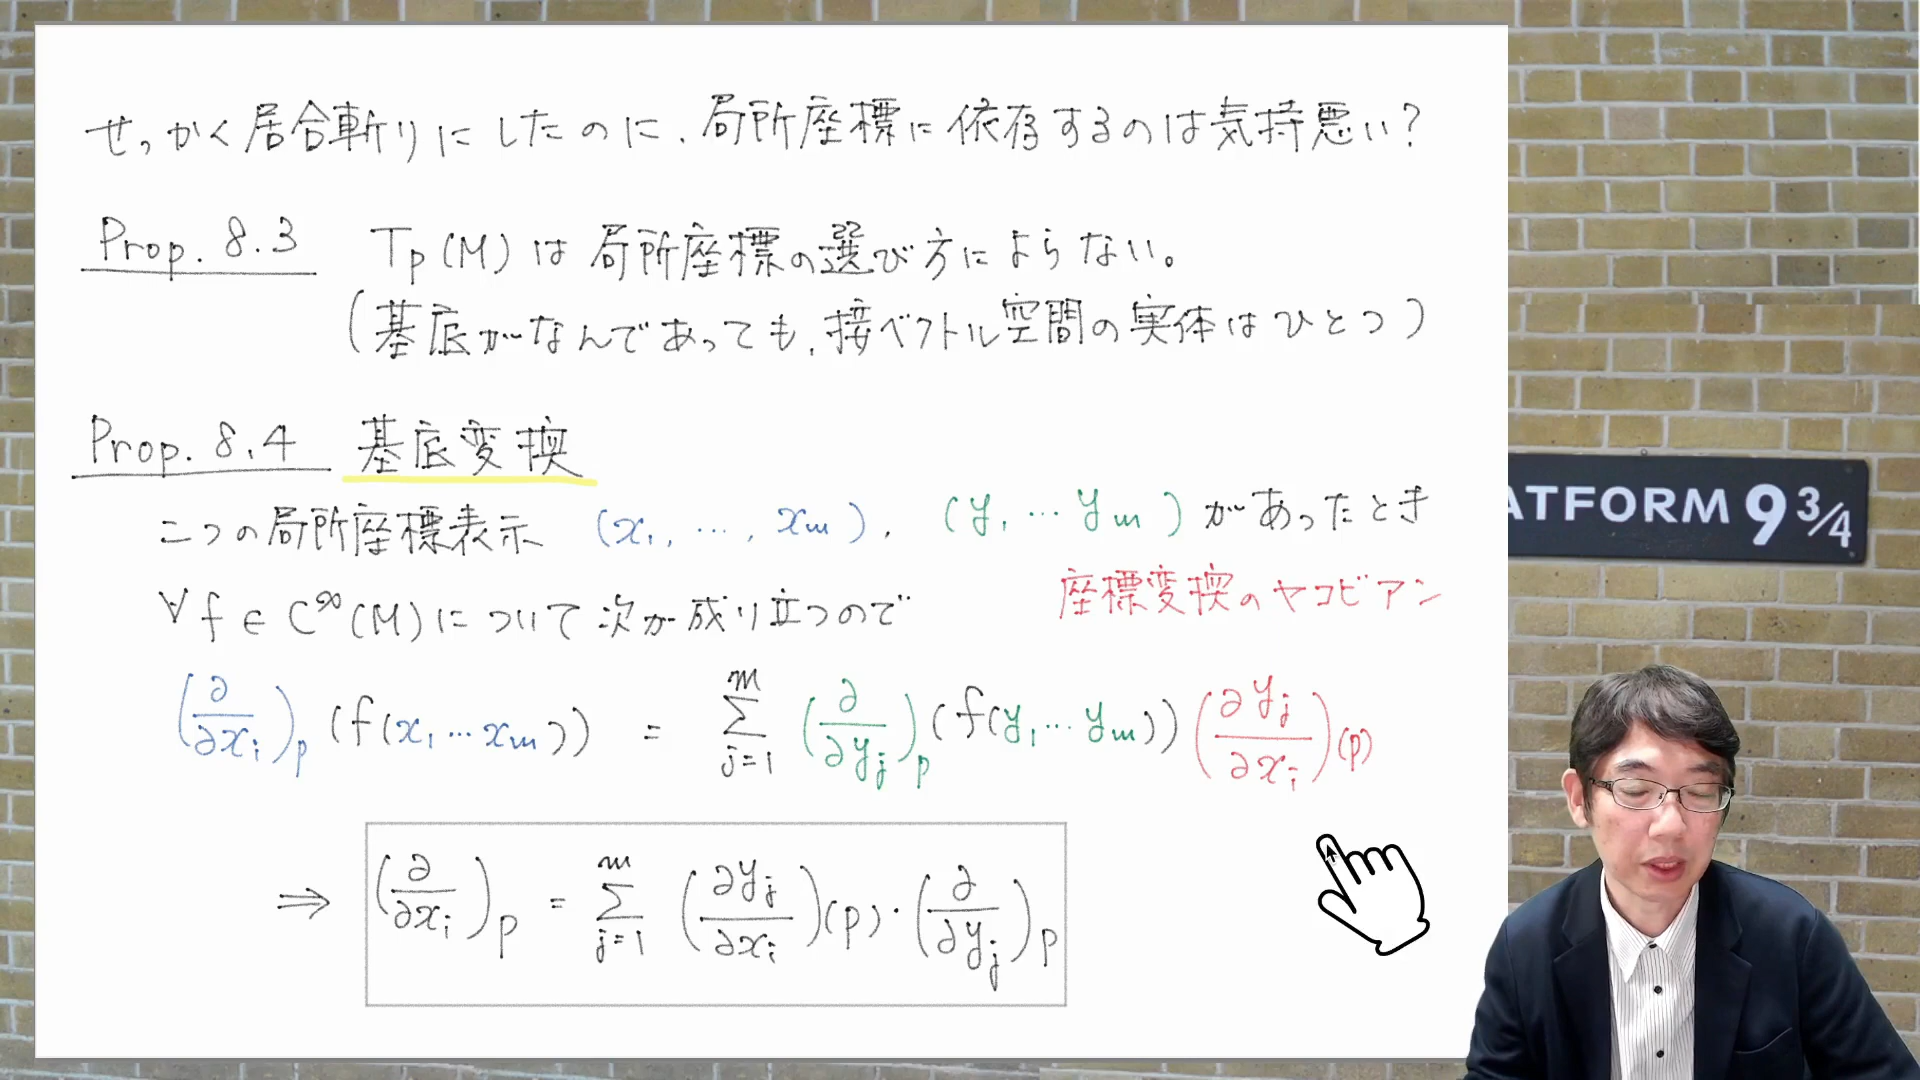 せっかく居合斬りにしたのに、局所座標に依存するのは気持悪い?
Prop. 8.3 Tp(M)は局所座標の選び方によらない。
(基底がなんであっても、接ベクトル空間の実体はひとつ)
Prop. 8.4 基底変換
二つの局所座標表示 (x₁, …, xₘ), (y₁ … yₘ) があったとき
∀f ∈ C^∞(M)について次が成り立つので
座標変換のヤコビアン
(∂/∂xᵢ)ₚ (f(x₁ … xₘ)) = Σ_{j=1}^{m} (∂/∂yⱼ)ₚ (f(y₁ … yₘ)) (∂yⱼ/∂xᵢ)(p)
⇒ (∂/∂xᵢ)ₚ = Σ_{j=1}^{m} (∂yⱼ/∂xᵢ)(p)・(∂/∂yⱼ)ₚ
ATFORM 9 3/4